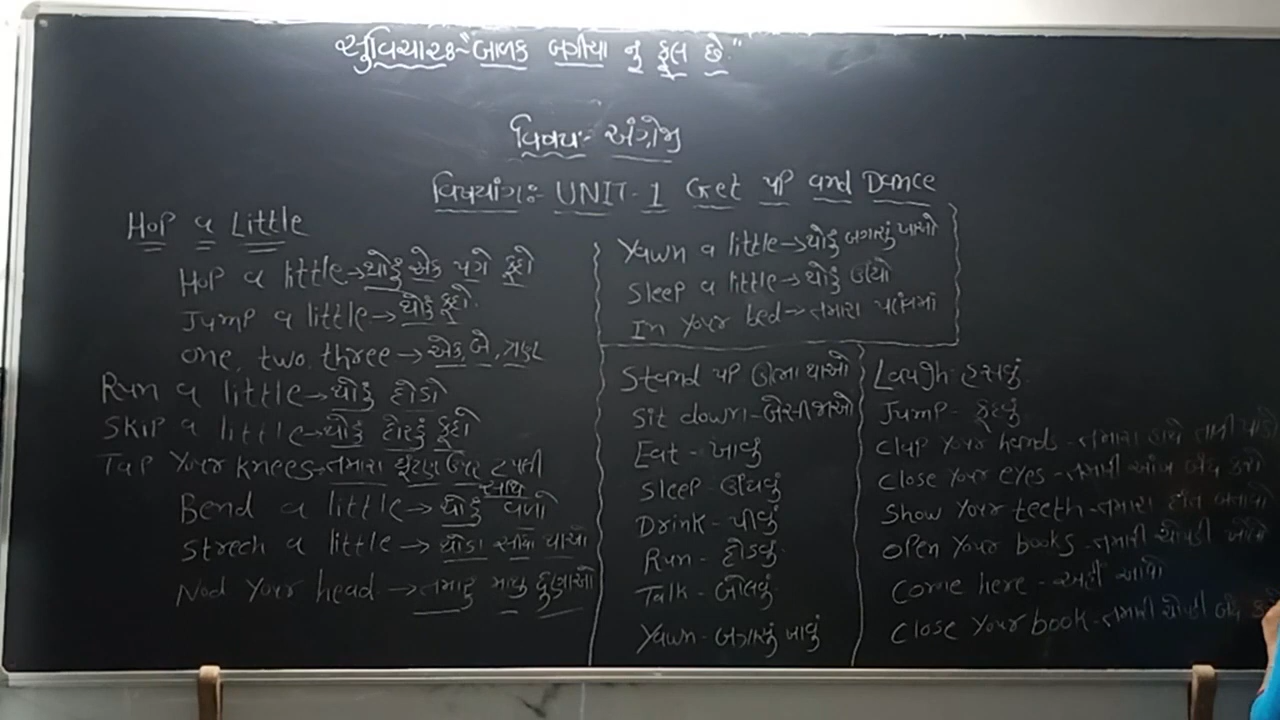 સુવિચારઃ- "બાળક બગીચા નુ ફૂલ છે"
વિષયઃ- અંગ્રેજી
વિષયાંગઃ- UNIT-1 Get up and Dance
Hop a Little
Hop a little → થોડું એક પગે કૂદો
Jump a little → થોડું કૂદો.
one, two, three → એક, બે, ત્રણ
Run a little → થોડું દોડો
Skip a little → થોડું દોરડું કૂદો
Tap Your knees → તમારા ઘૂંટણ ઉપર ટપલી
Bend a little → થોડું વળો
Strech a little → થોડા સીધા થાઓ
Nod your head → તમારુ માથુ ધુણાઓ
Yawn a little → થોડું બગાસું ખાઓ
Sleep a little → થોડું ઊંઘો
In Your bed → તમારા પલંગમાં
Stand up ઊભા થાઓ
Sit down - બેસી જાઓ
Eat - ખાવું
Sleep - ઊંઘવું
Drink - પીવું
Run - દોડવું
Talk - બોલવું
Yawn - બગાસું ખાવું
Laugh - હસવું
Jump - કૂદવું
Clap Your hands - તમારા હાથે તાળી પાડો
Close Your eyes - તમારી આંખ બંધ કરો
Show Your teeth - તમારા દાંત બતાવો
Open Your books - તમારી ચોપડી ખોલો
Come here - અહીં આવો
Close Your book - તમારી ચોપડી બંધ